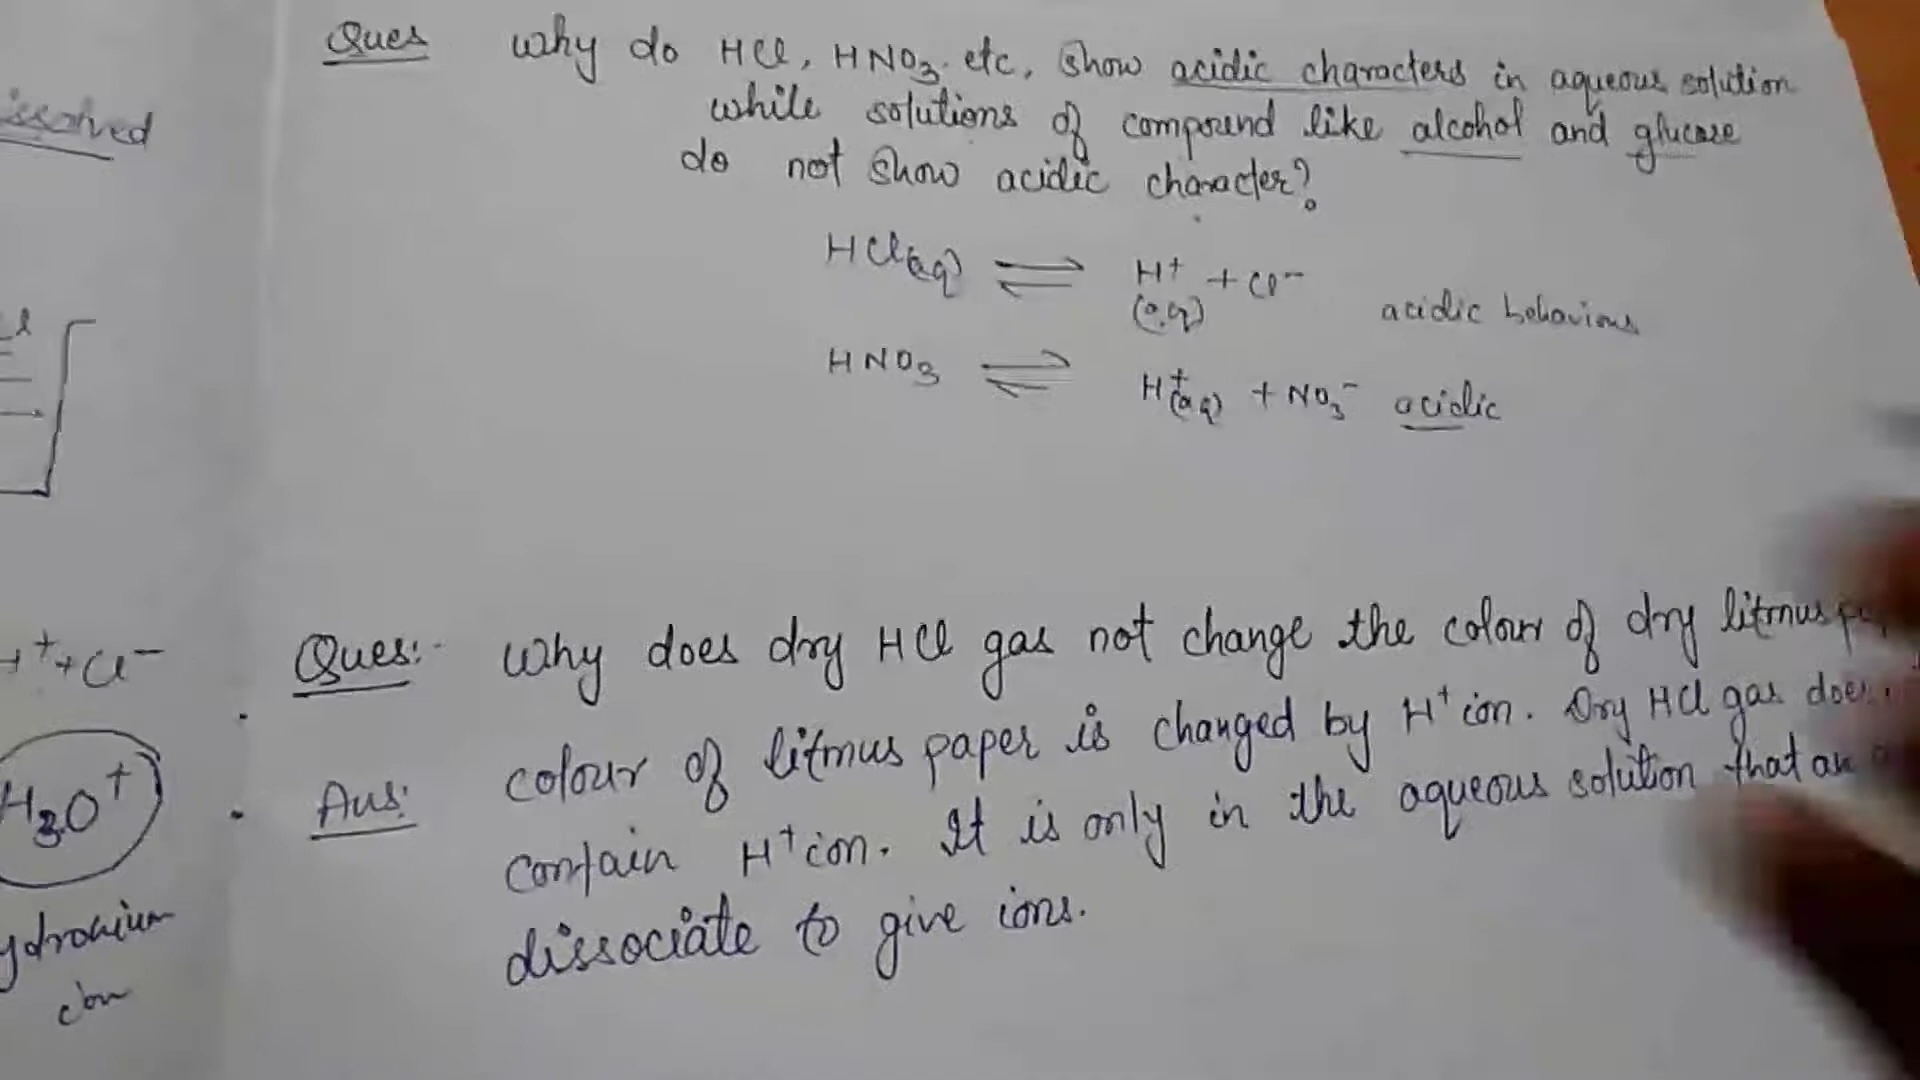 issolved
l
H+ + Cl-
H3O+
ydronium
ion
Ques Why do HCl, HNO3. etc, show acidic characters in aqueous solution
while solutions of compound like alcohol and glucose
do not show acidic character?
HCl(aq) ⇌ H+ (aq) + Cl- acidic behaviour
HNO3 ⇌ H+(aq) + NO3- acidic
Ques:- Why does dry HCl gas not change the colour of dry litmus
Ans: colour of litmus paper is changed by H+ ion. Dry HCl gas does
contain H+ ion. It is only in the aqueous solution that an
dissociate to give ions.